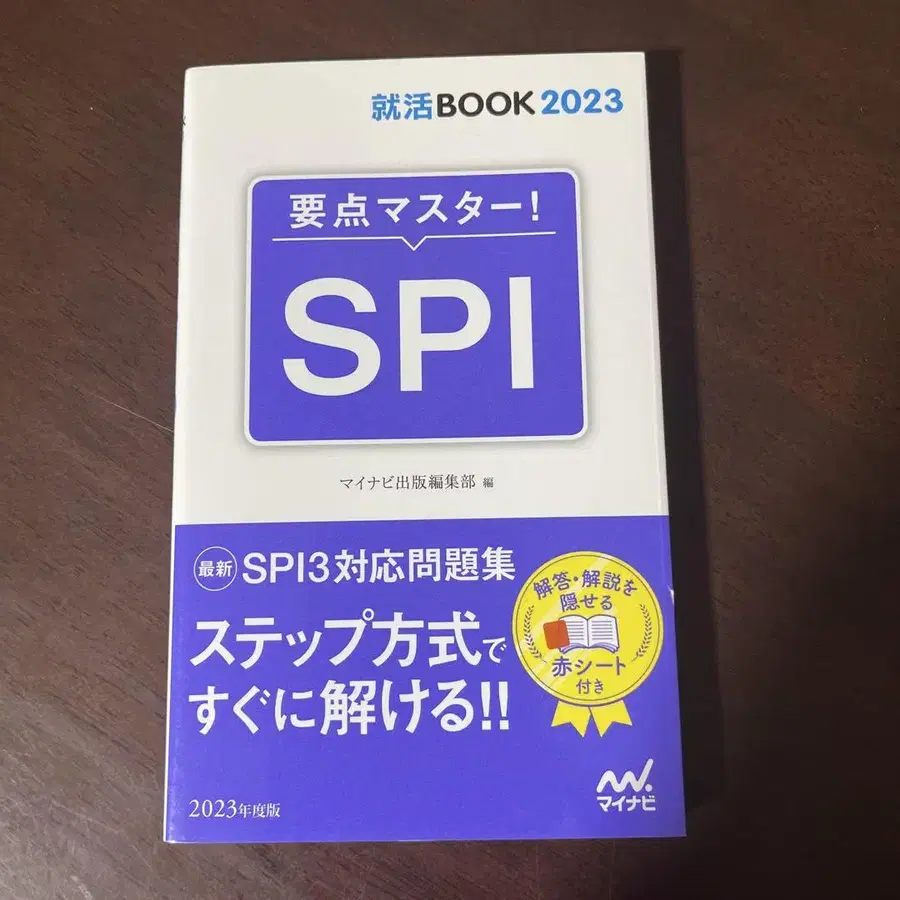 就活BOOK 2023
要点マスター!
SPI
マイナビ出版編集部 編
最新 SPI3対応問題集
ステップ方式で
すぐに解ける!!
解答・解説を
隠せる
赤シート
付き
2023年度版
マイナビ